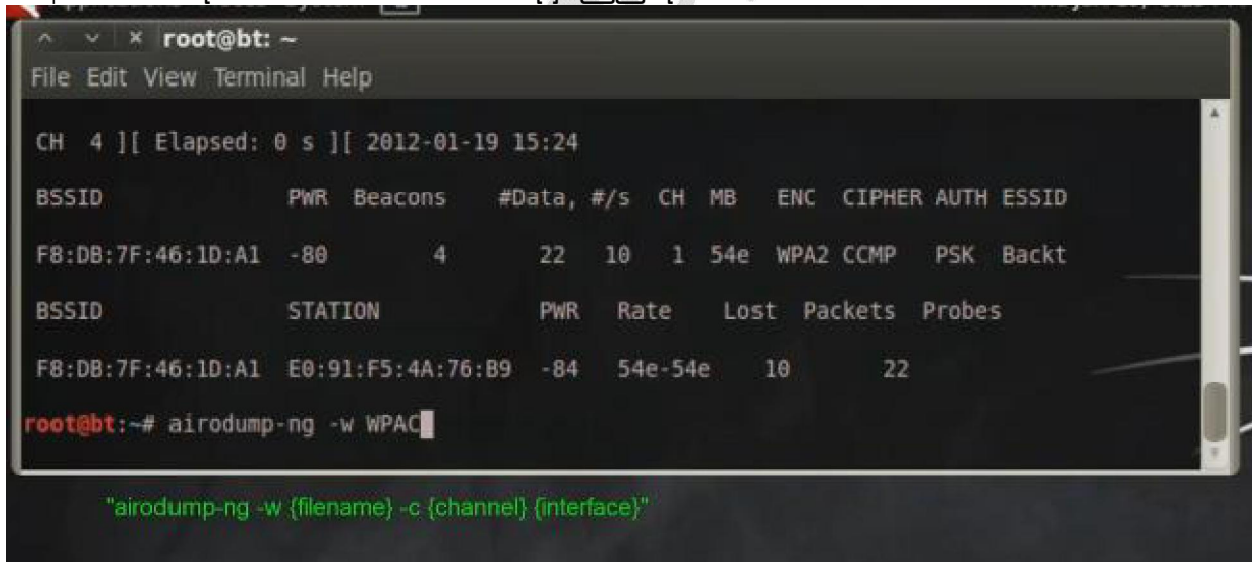 root@bt: ~
File Edit View Terminal Help
CH 4 ][ Elapsed: 0 s ][ 2012-01-19 15:24
BSSID PWR Beacons #Data, #/s CH MB ENC CIPHER AUTH ESSID
F8:DB:7F:46:1D:A1 -80 4 22 10 1 54e WPA2 CCMP PSK Backt
BSSID STATION PWR Rate Lost Packets Probes
F8:DB:7F:46:1D:A1 E0:91:F5:4A:76:B9 -84 54e-54e 10 22
root@bt:~# airodump-ng -w WPAC
"airodump-ng -w {filename} -c {channel} {interface}"